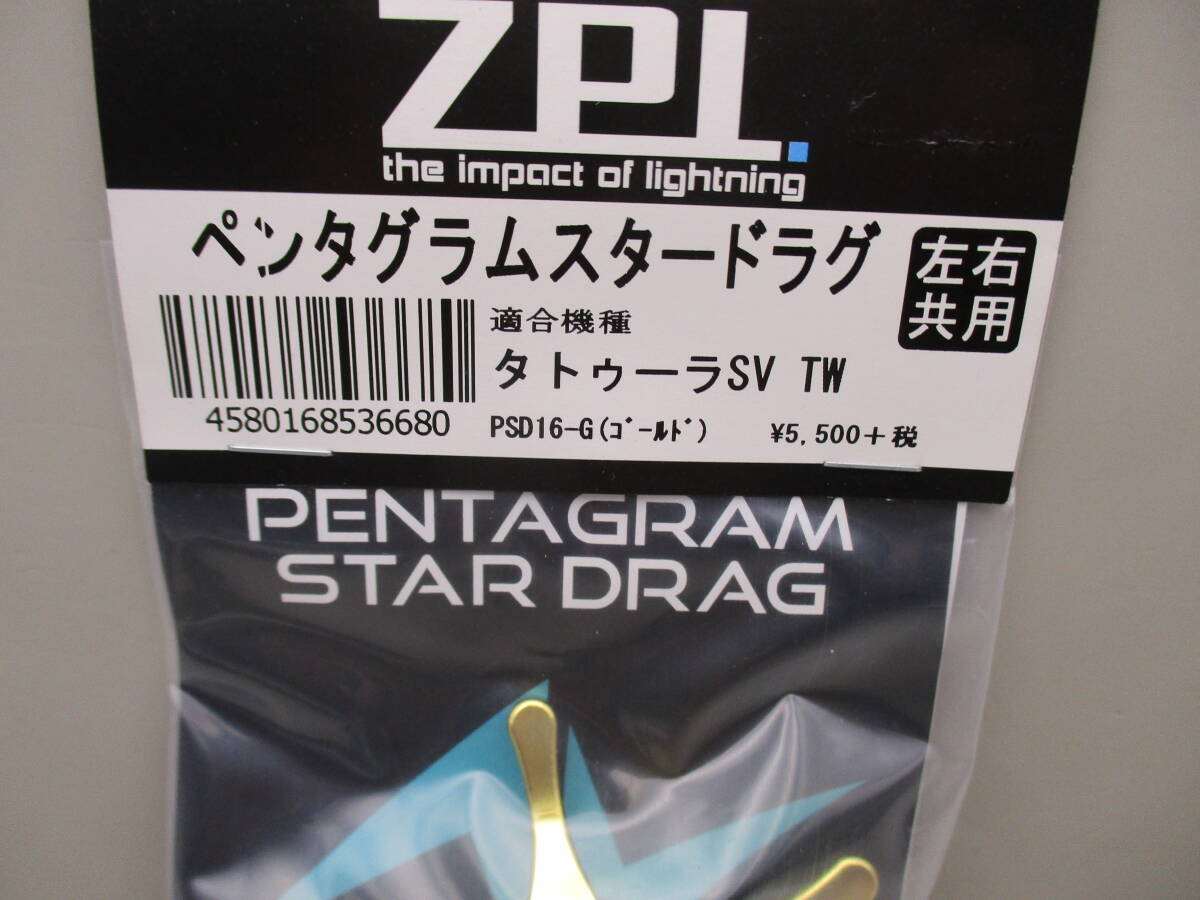 ZPI.
the impact of lightning
ペンタグラムスタードラグ
左右
共用
適合機種
タトゥーラSV TW
4580168536680
PSD16-G(ｺﾞｰﾙﾄﾞ) ¥5,500+税
PENTAGRAM
STAR DRAG